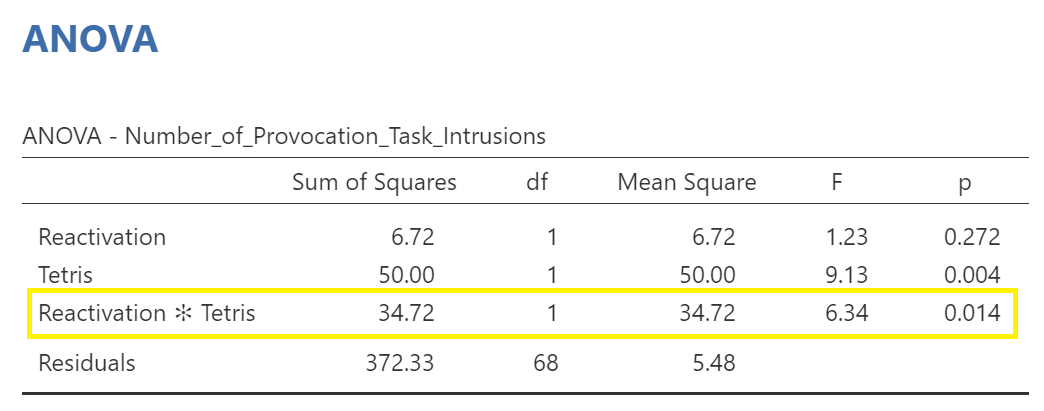 ANOVA
ANOVA - Number_of_Provocation_Task_Intrusions
Sum of Squares df Mean Square F p
Reactivation 6.72 1 6.72 1.23 0.272
Tetris 50.00 1 50.00 9.13 0.004
Reactivation ✻ Tetris 34.72 1 34.72 6.34 0.014
Residuals 372.33 68 5.48